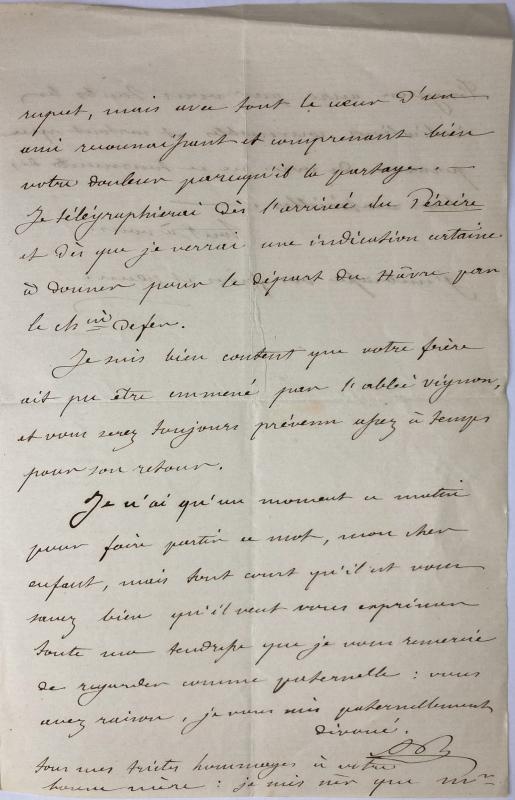 respect, mais avec tout le cœur d'un
ami reconnaissant et comprenant bien
votre douleur parcequ'il la partage.
Je télégraphierai dès l'arrivée du Péreire
et dès que je verrai une indication certaine
à donner pour le départ du Hâvre par
le ch.in de fer.
Je suis bien content que votre frère
ait pu être emmené par l'abbé Vignon,
et vous serez toujours prévenu assez à temps
pour son retour.
Je n'ai qu'un moment ce matin
pour faire partir ce mot, mon cher
enfant, mais tout court qu'il est vous
savez bien qu'il veut vous exprimer
toute ma tendresse que je vous remercie
de regarder comme paternelle : vous
avez raison, je vous suis paternellement
dévoué.
tous mes tristes hommages à votre
bonne mère : je suis sûr que